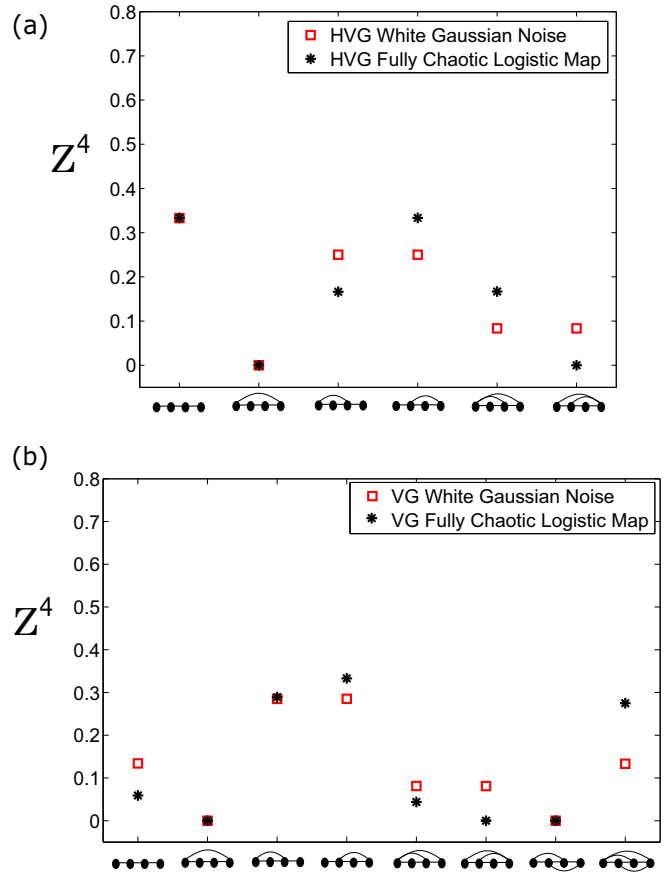 (a)
0.8
HVG White Gaussian Noise
HVG Fully Chaotic Logistic Map
0.7
0.6
0.5
Z^4
0.4
0.3
0.2
0.1
0
(b)
0.8
VG White Gaussian Noise
VG Fully Chaotic Logistic Map
0.7
0.6
0.5
Z^4
0.4
0.3
0.2
0.1
0